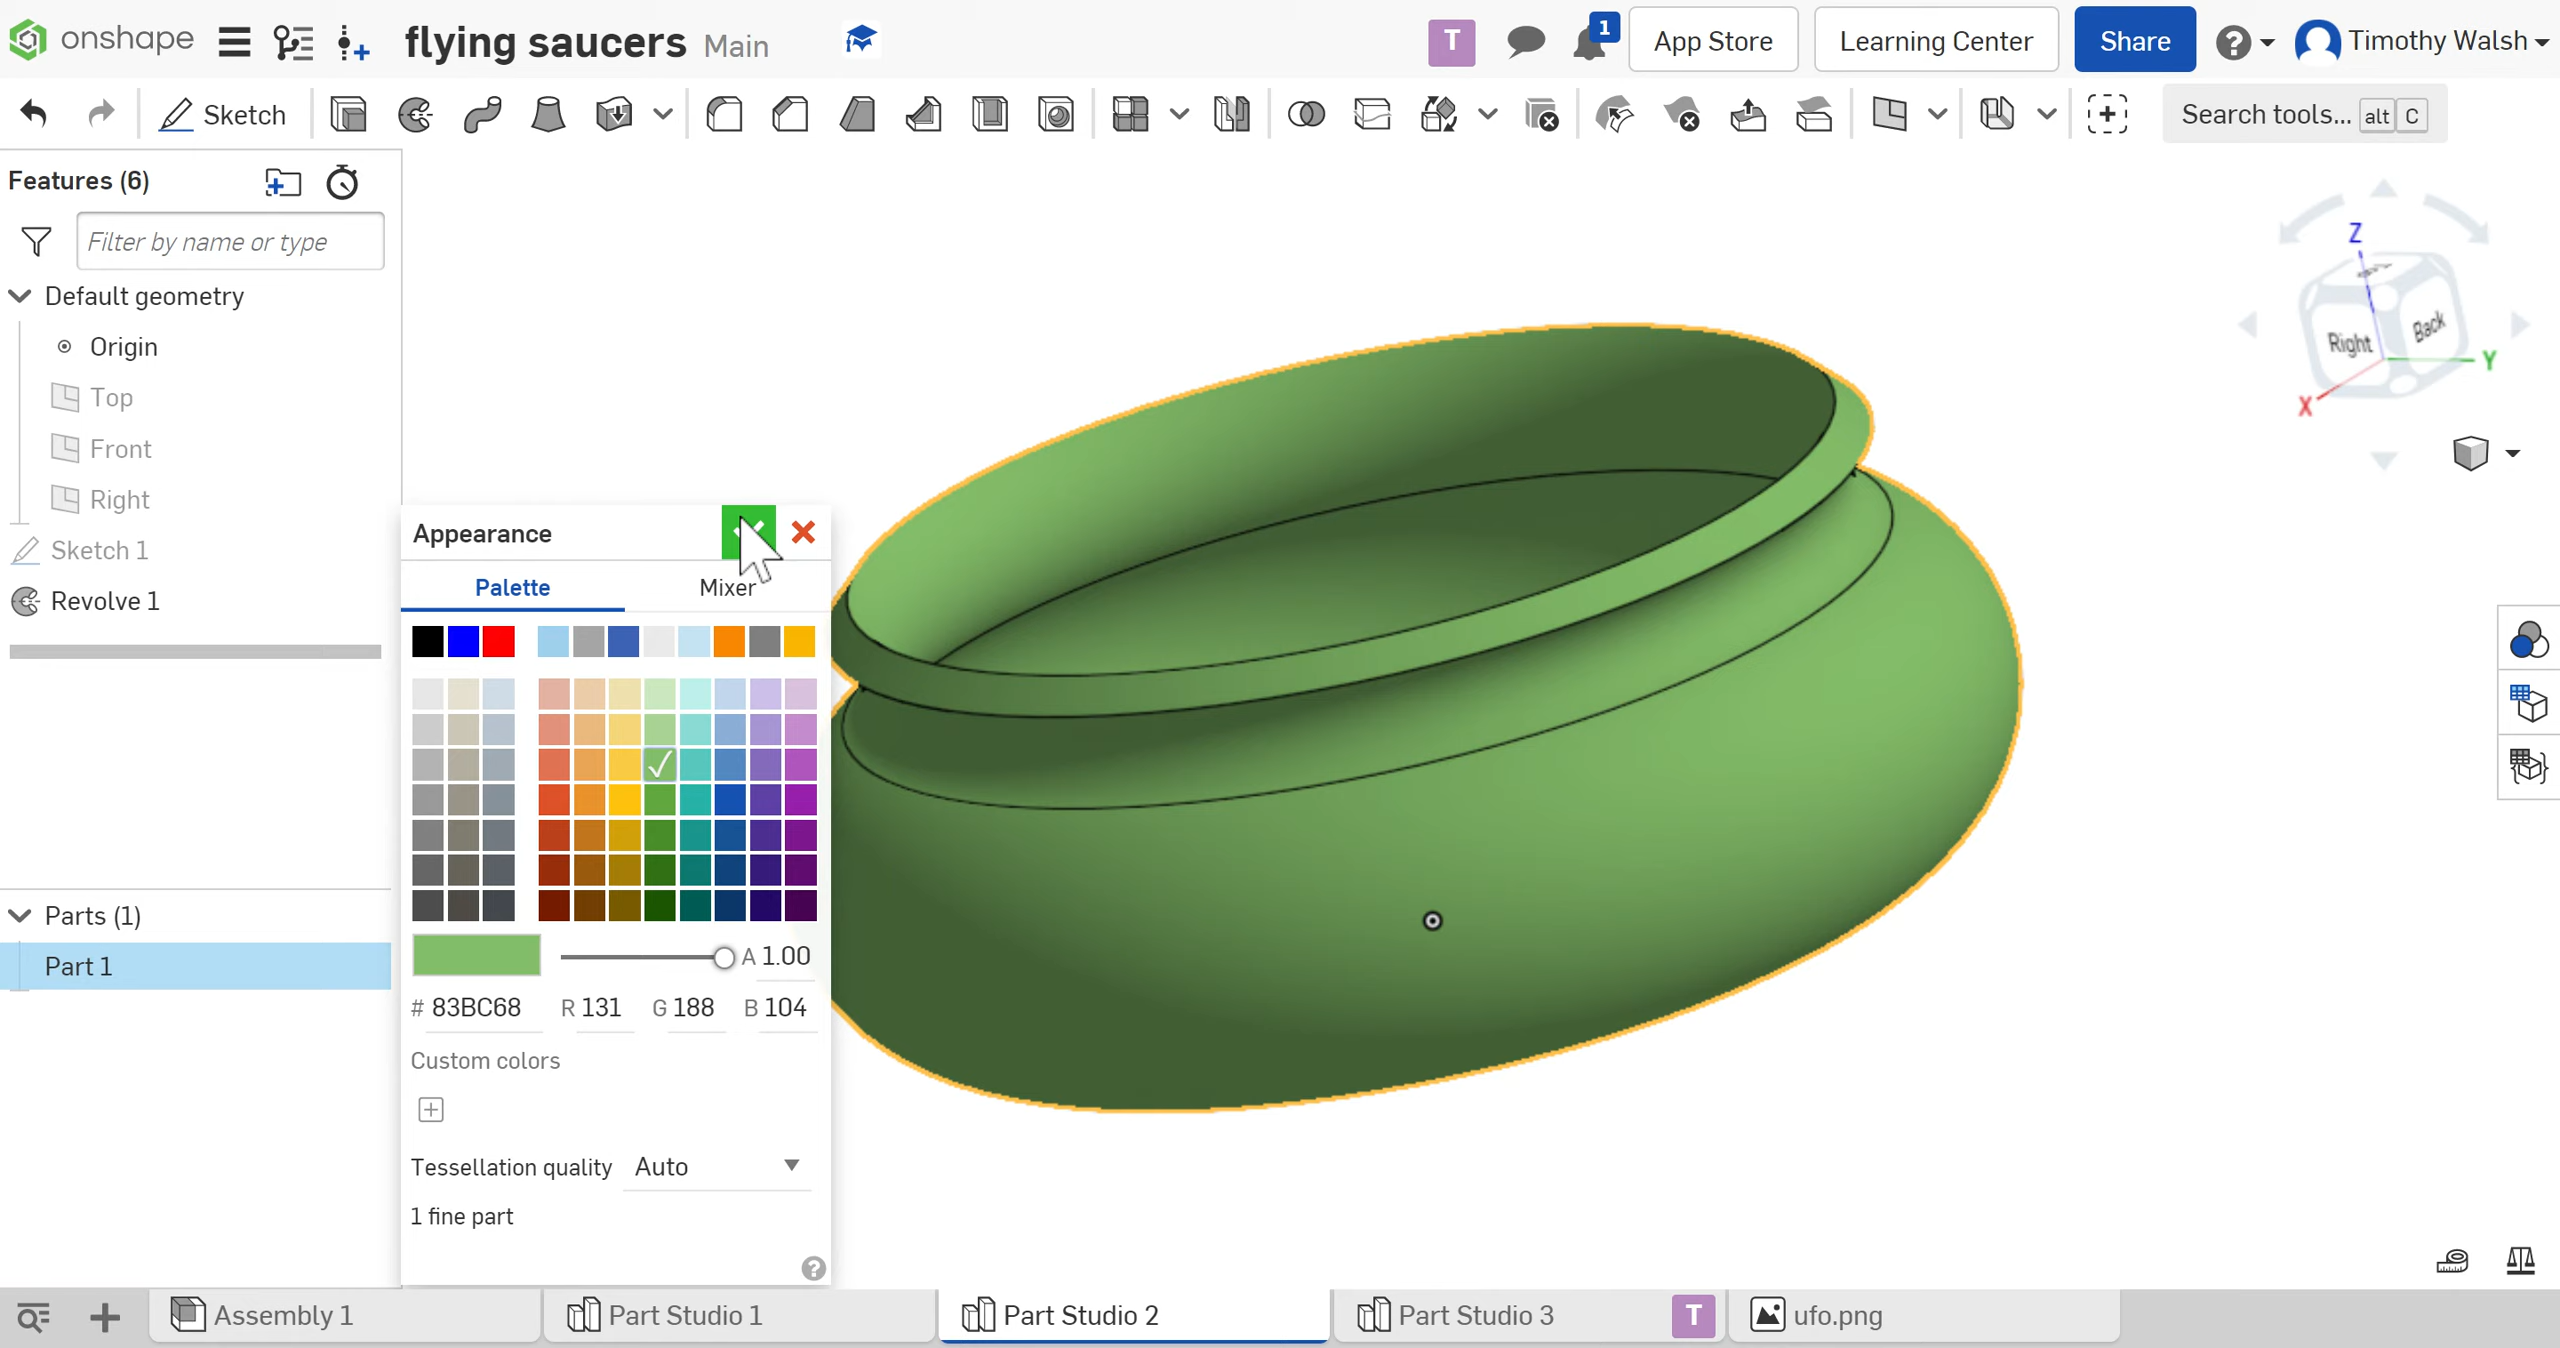 onshape
flying saucers Main
T
1
App Store
Learning Center
Share
Timothy Walsh
Sketch
Search tools... alt C
Features (6)
Filter by name or type
Default geometry
Origin
Top
Front
Right
Sketch 1
Revolve 1
Parts (1)
Part 1
Appearance
Palette
Mixer
A 1.00
# 83BC68 R 131 G 188 B 104
Custom colors
Tessellation quality Auto
1 fine part
Z
Right
Back
Y
X
Assembly 1
Part Studio 1
Part Studio 2
Part Studio 3
T
ufo.png